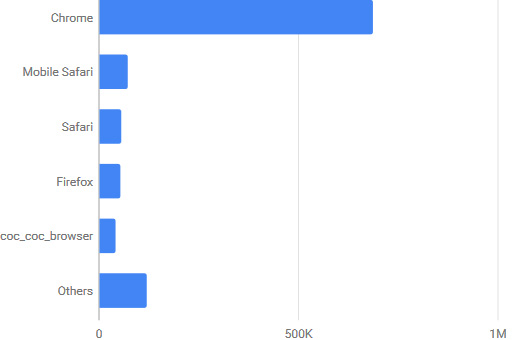 Chrome
Mobile Safari
Safari
Firefox
coc_coc_browser
Others
0 500K 1M